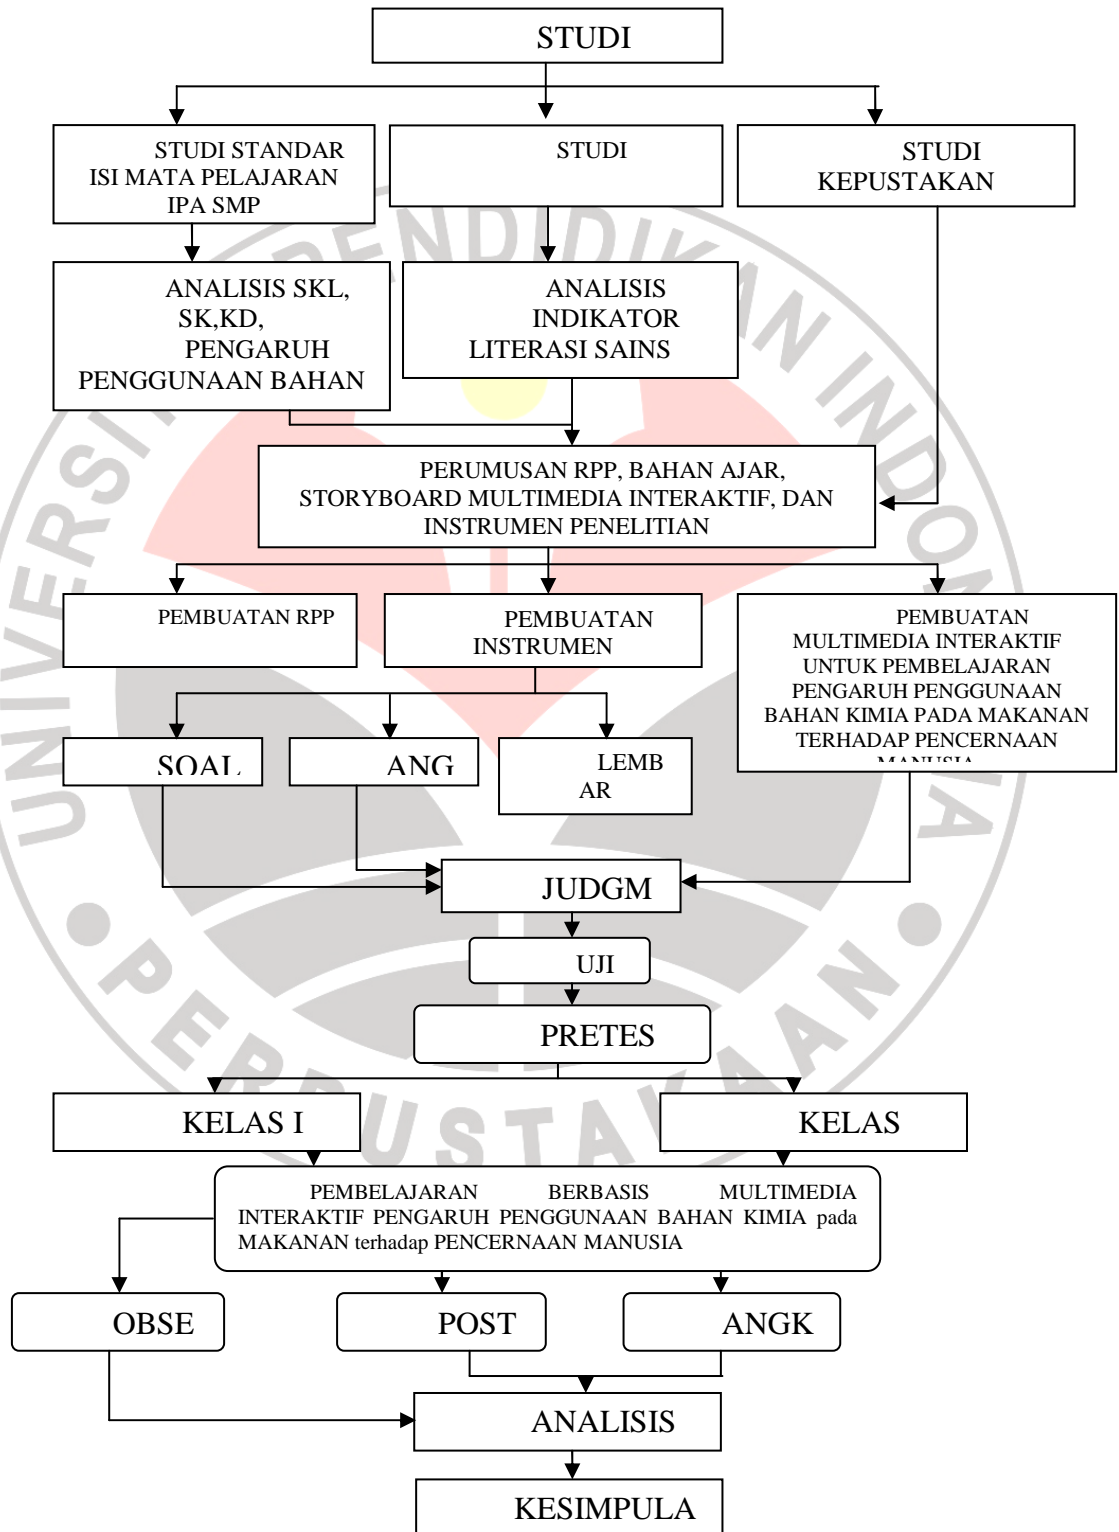 STUDI
STUDI STANDAR
ISI MATA PELAJARAN
IPA SMP
STUDI
STUDI
KEPUSTAKAN
ANALISIS SKL,
SK,KD,
PENGARUH
PENGGUNAAN BAHAN
ANALISIS
INDIKATOR
LITERASI SAINS
PERUMUSAN RPP, BAHAN AJAR,
STORYBOARD MULTIMEDIA INTERAKTIF, DAN
INSTRUMEN PENELITIAN
PEMBUATAN RPP
PEMBUATAN
INSTRUMEN
PEMBUATAN
MULTIMEDIA INTERAKTIF
UNTUK PEMBELAJARAN
PENGARUH PENGGUNAAN
BAHAN KIMIA PADA MAKANAN
TERHADAP PENCERNAAN
MANUSIA
SOAL
ANG
LEMB
AR
JUDGM
UJI
PRETES
KELAS I
KELAS
PEMBELAJARAN BERBASIS MULTIMEDIA
INTERAKTIF PENGARUH PENGGUNAAN BAHAN KIMIA pada
MAKANAN terhadap PENCERNAAN MANUSIA
OBSE
POST
ANGK
ANALISIS
KESIMPULA
PERPUSTAKAAN